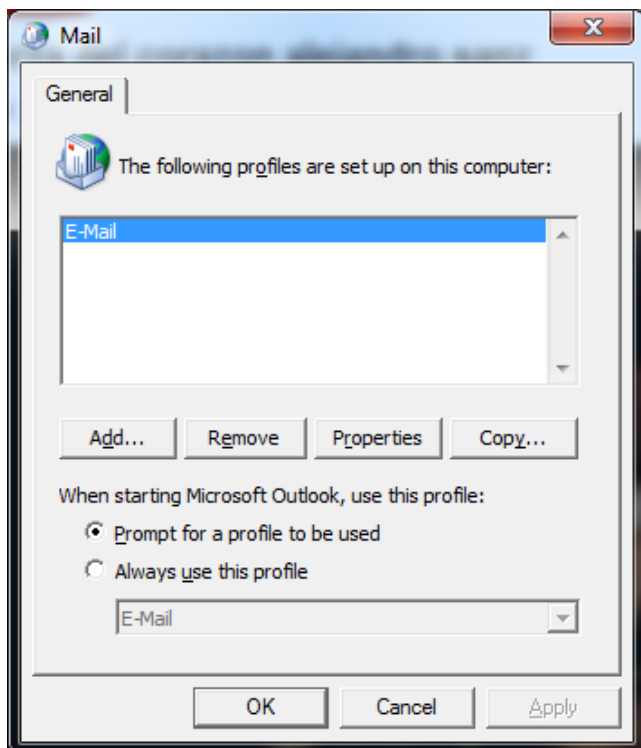 Mail
General
The following profiles are set up on this computer:
E-Mail
Add...
Remove
Properties
Copy...
When starting Microsoft Outlook, use this profile:
Prompt for a profile to be used
Always use this profile
E-Mail
OK
Cancel
Apply